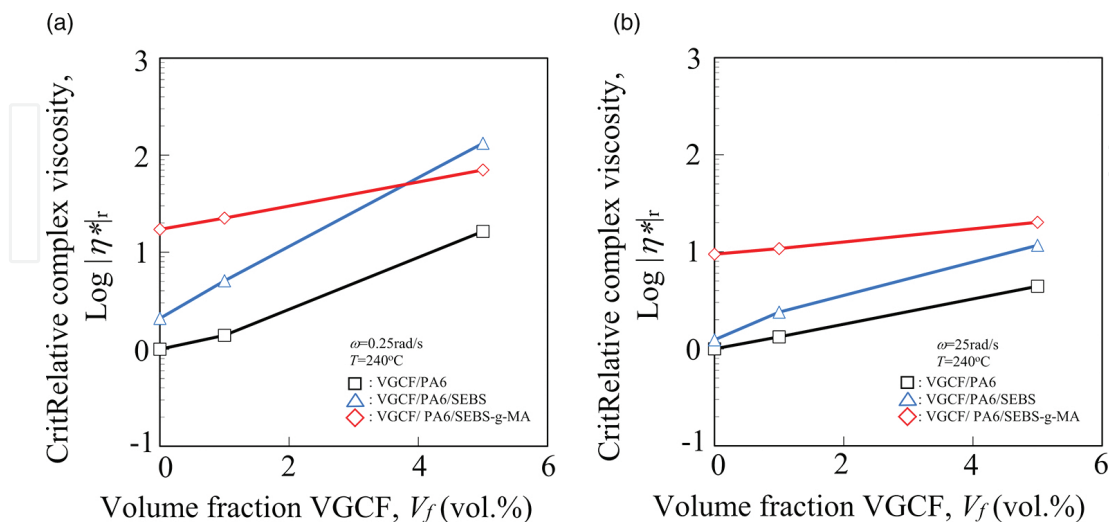 (a)
CritRelative complex viscosity,
Log |η*|r
3
2
1
0
-1
0 2 4 6
ω=0.25rad/s
T=240°C
: VGCF/PA6
: VGCF/PA6/SEBS
: VGCF/ PA6/SEBS-g-MA
Volume fraction VGCF, Vf (vol.%)
(b)
CritRelative complex viscosity,
Log |η*|r
3
2
1
0
-1
0 2 4 6
ω=25rad/s
T=240°C
: VGCF/PA6
: VGCF/PA6/SEBS
: VGCF/ PA6/SEBS-g-MA
Volume fraction VGCF, Vf (vol.%)